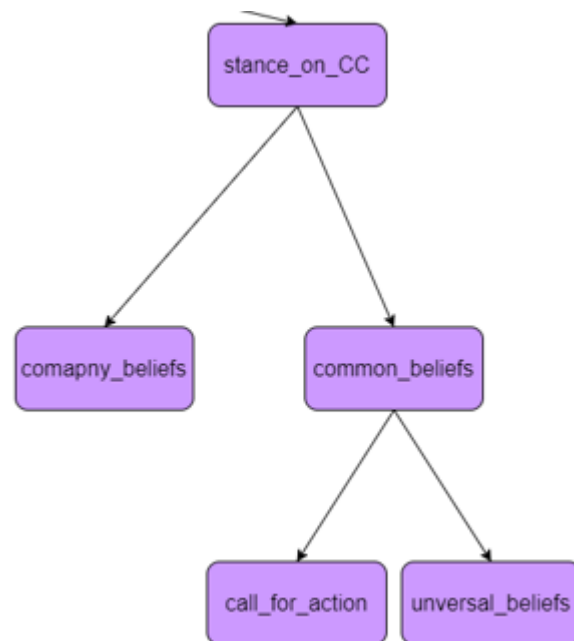 stance_on_CC
comapny_beliefs
common_beliefs
call_for_action
unversal_beliefs